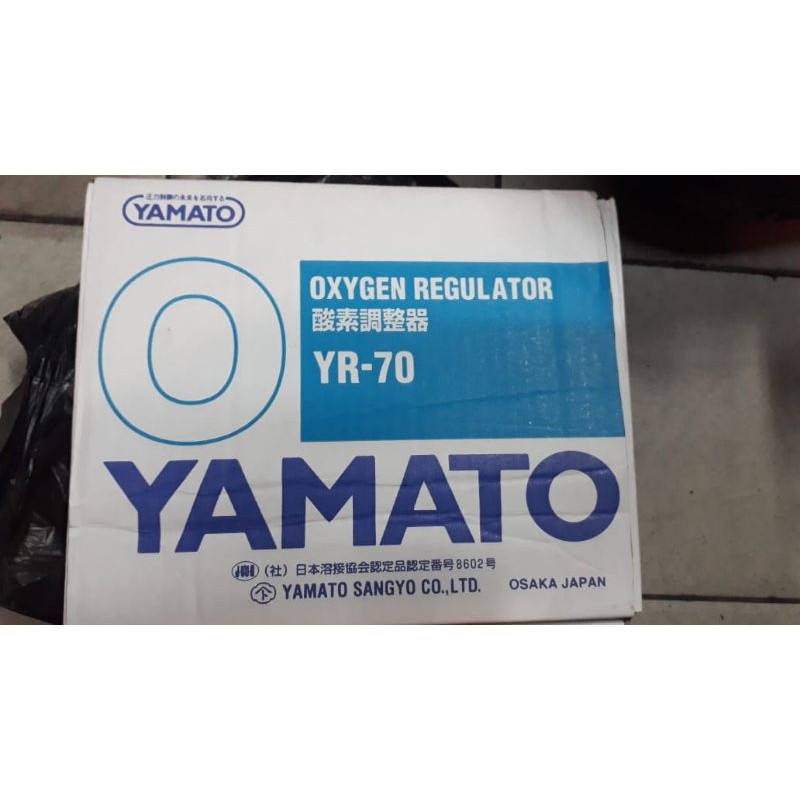 圧力制御の未来を志向する
YAMATO
O
OXYGEN REGULATOR
酸素調整器
YR-70
YAMATO
(社) 日本溶接協会認定品認定番号8602号
YAMATO SANGYO CO.,LTD. OSAKA JAPAN